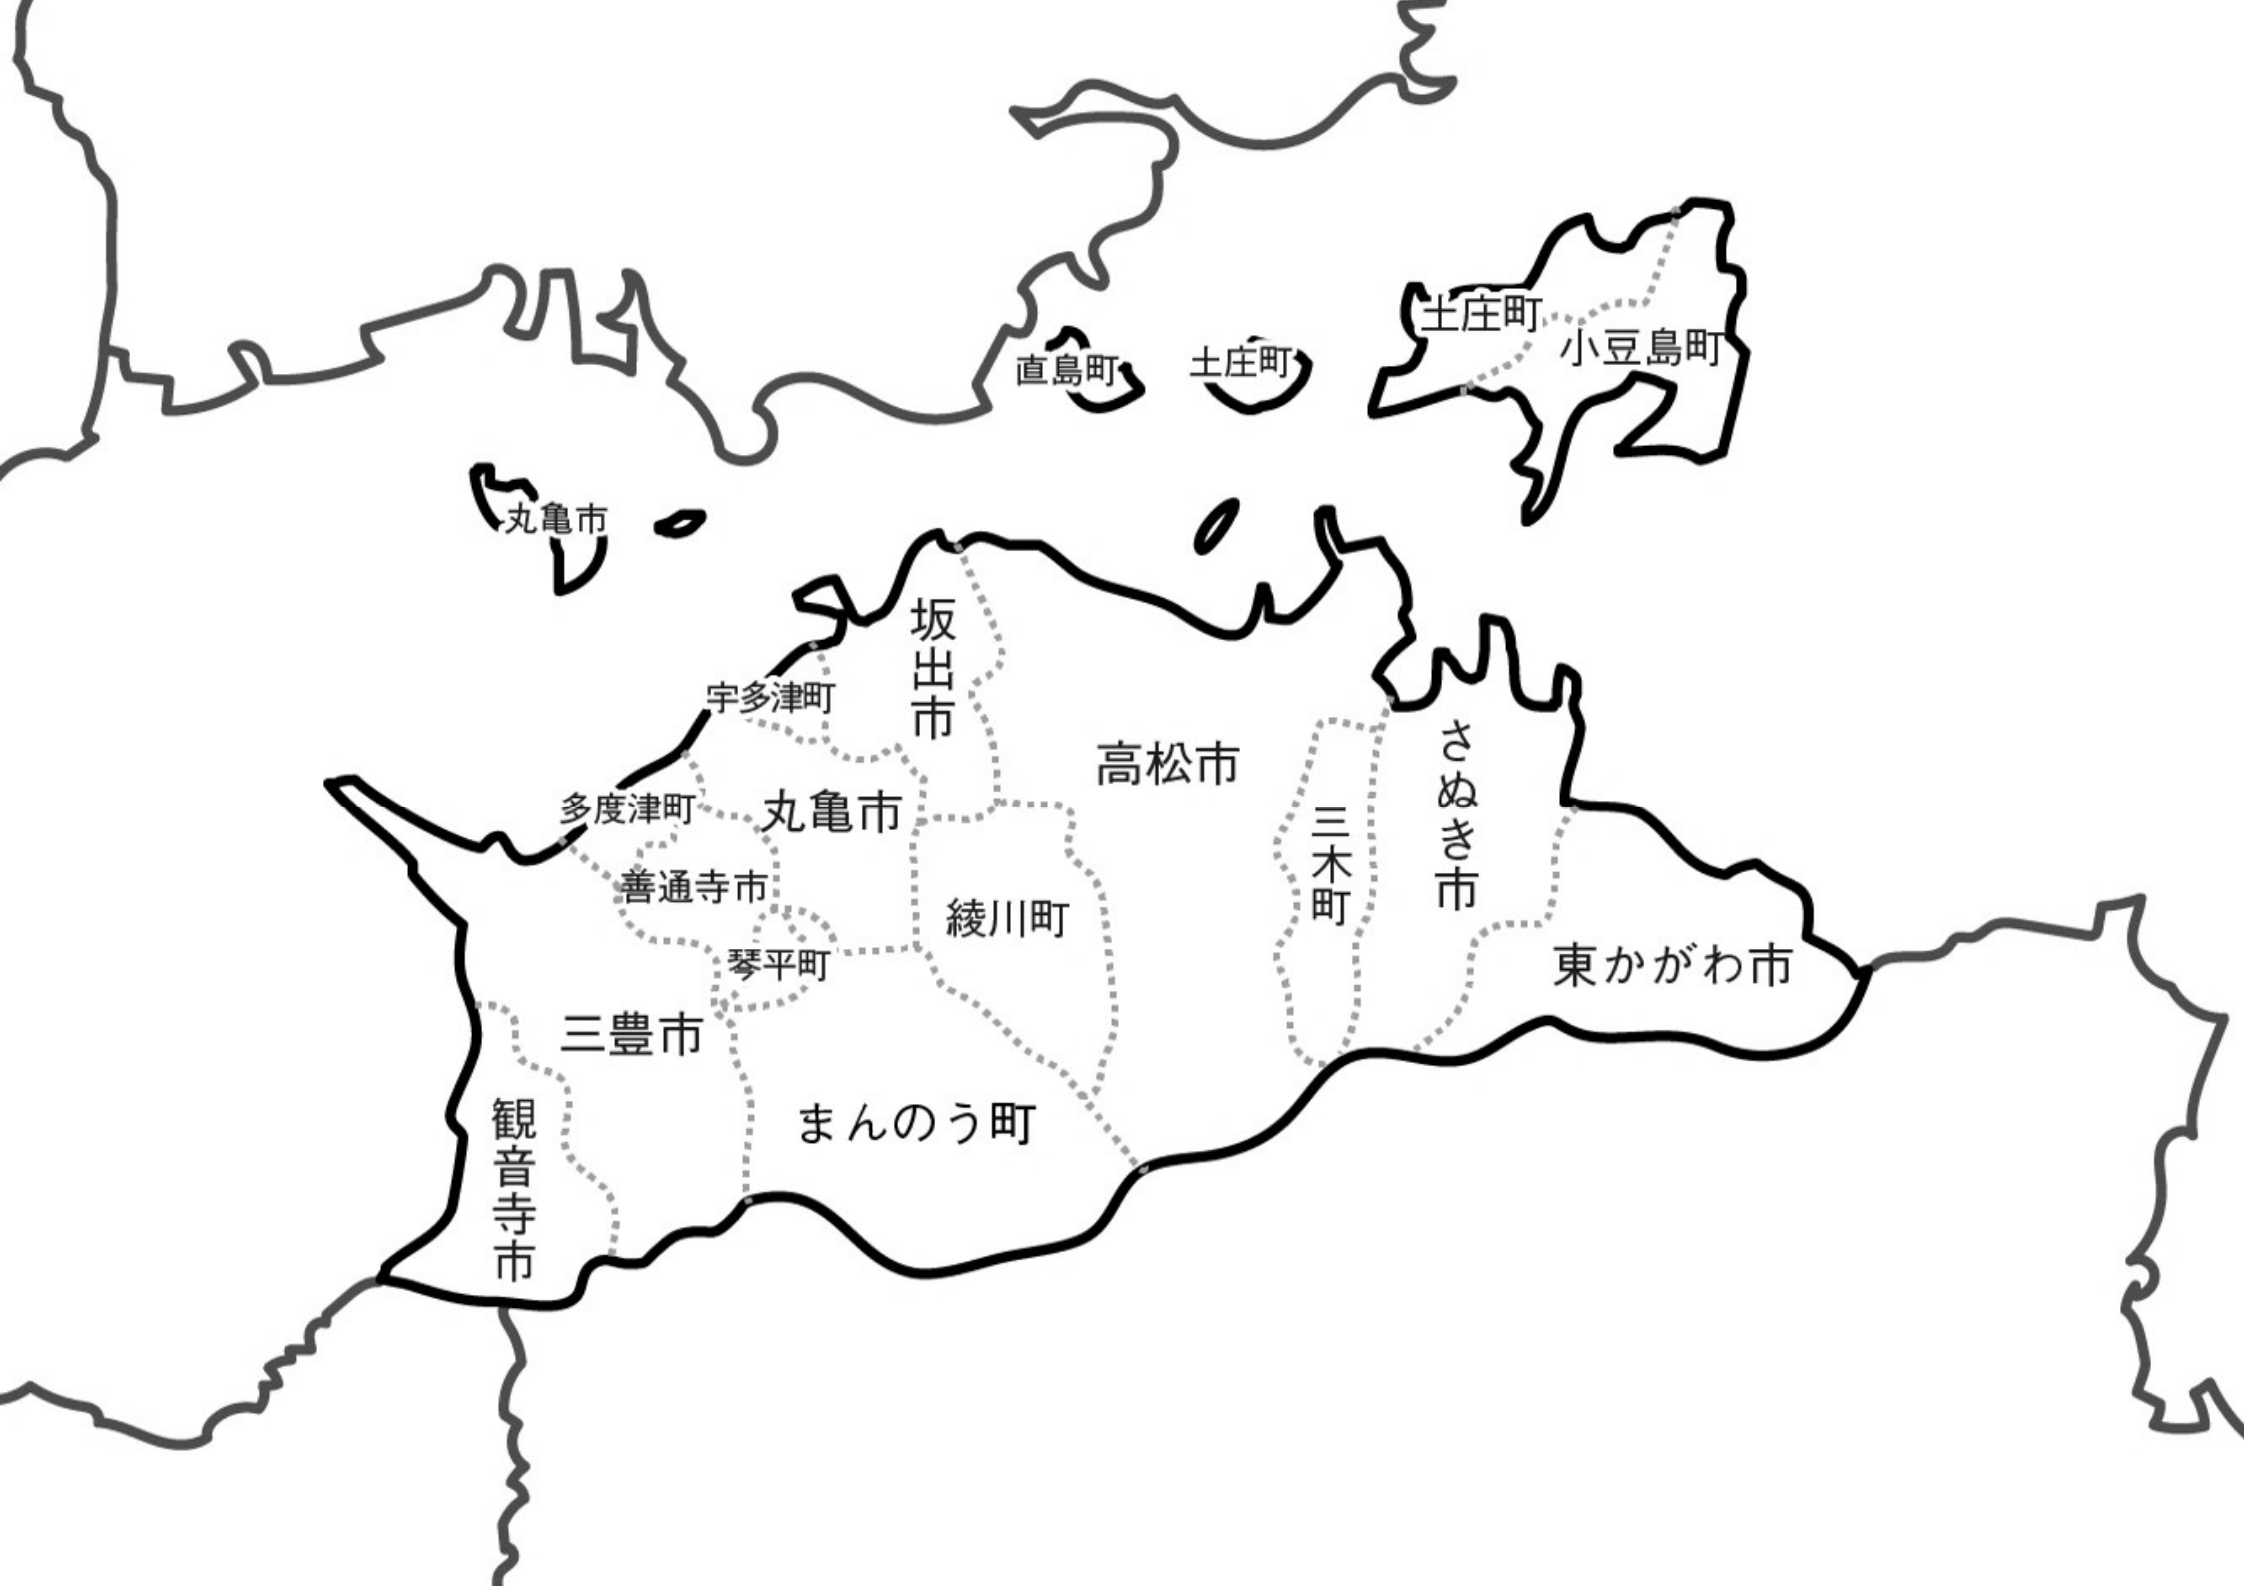 土庄町
小豆島町
直島町
土庄町
丸亀市
坂出市
宇多津町
高松市
さぬき市
多度津町
丸亀市
三木町
善通寺市
綾川町
琴平町
東かがわ市
三豊市
まんのう町
観音寺市